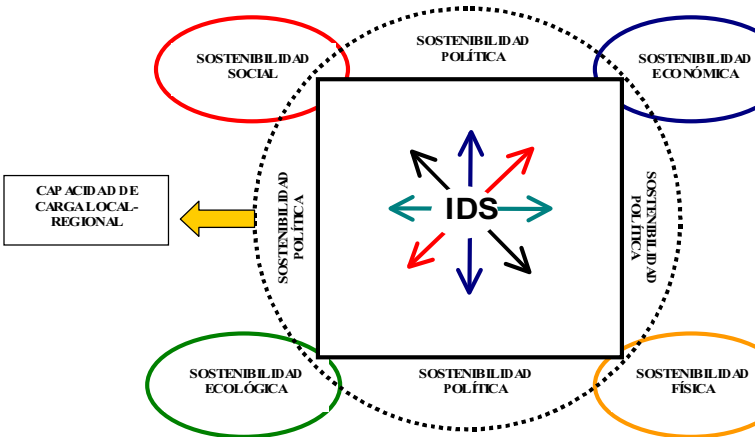 SOSTENIBILIDAD
POLÍTICA
SOSTENIBILIDAD
SOCIAL
SOSTENIBILIDAD
ECONÓMICA
CAPACIDAD DE
CARGA LOCAL-
REGIONAL
SOSTENIBILIDAD
POLÍTICA
IDS
SOSTENIBILIDAD
POLÍTICA
SOSTENIBILIDAD
ECOLÓGICA
SOSTENIBILIDAD
POLÍTICA
SOSTENIBILIDAD
FÍSICA